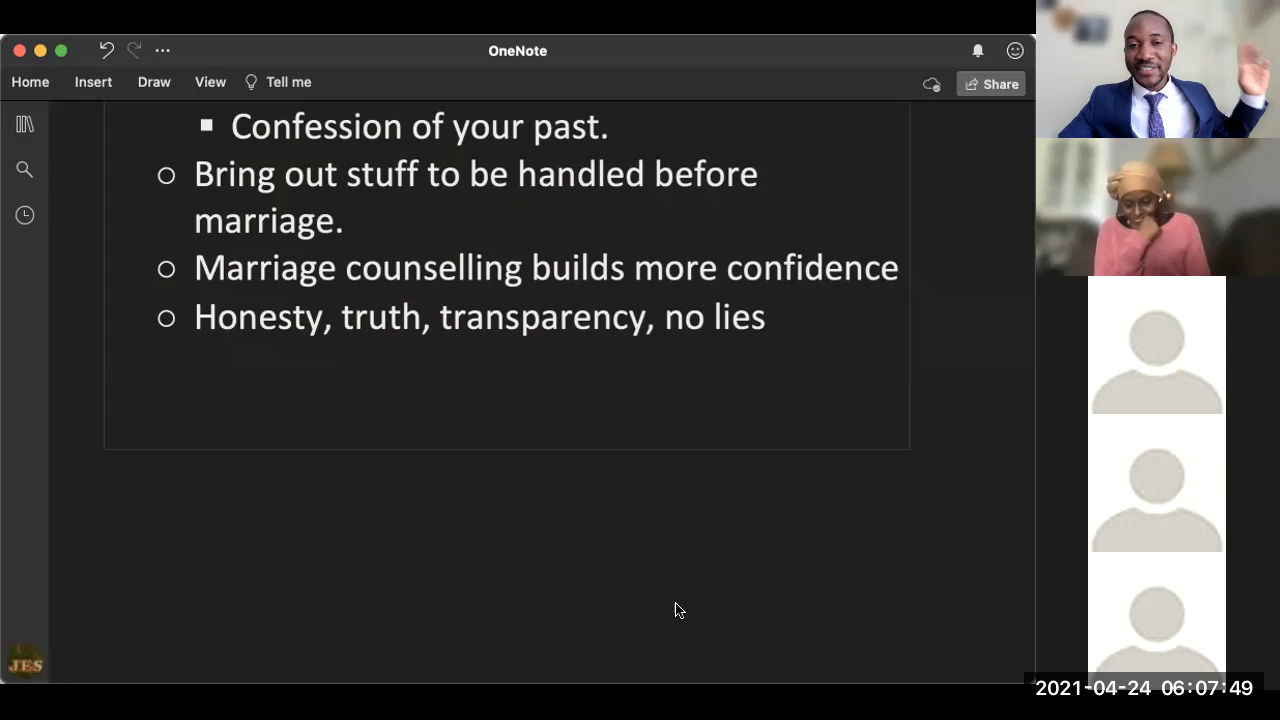 OneNote
Home Insert Draw View Tell me Share
▪ Confession of your past.
○ Bring out stuff to be handled before
marriage.
○ Marriage counselling builds more confidence
○ Honesty, truth, transparency, no lies
JES
2021-04-24 06:07:49